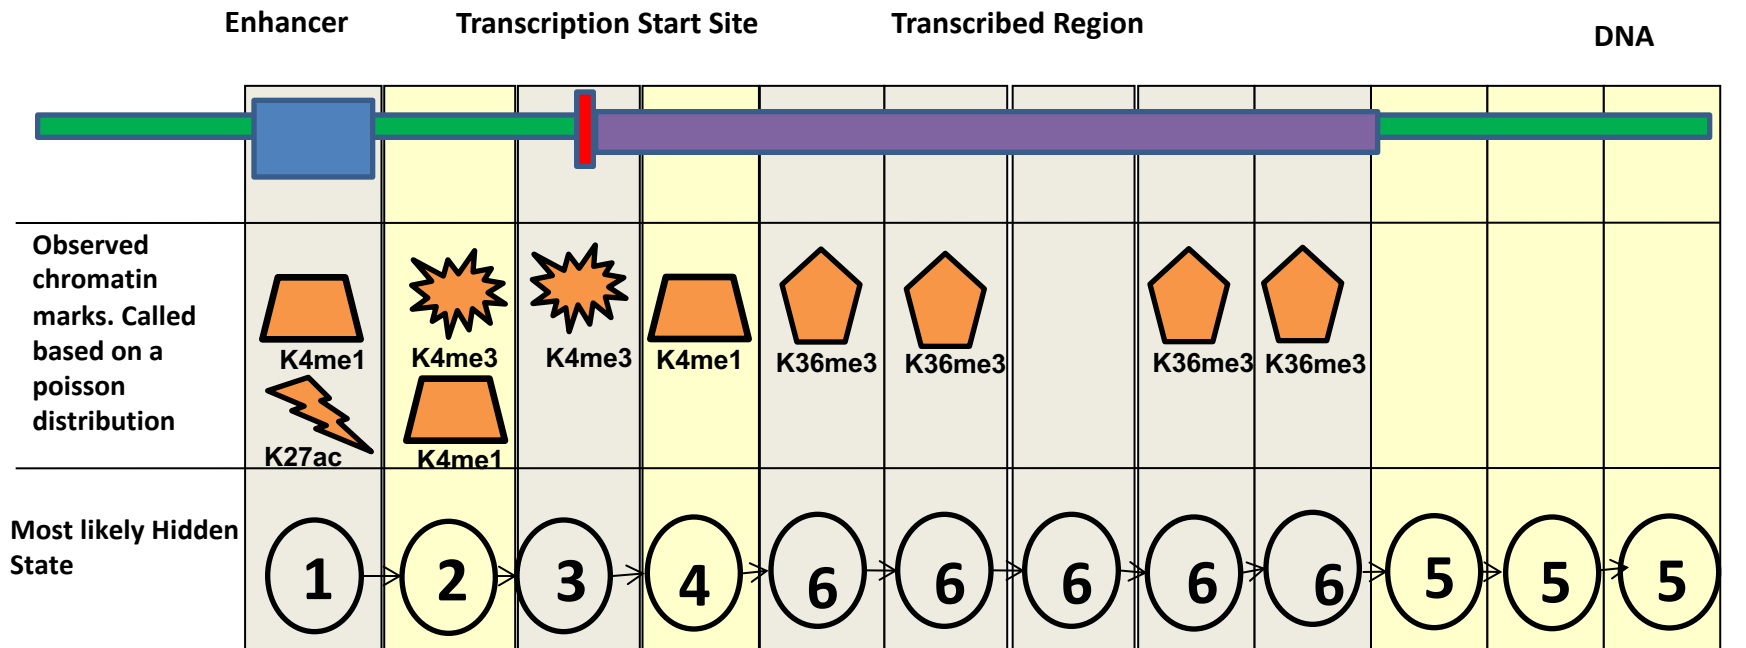 Enhancer
Transcription Start Site
Transcribed Region
DNA
Observed
chromatin
marks. Called
based on a
poisson
distribution
K4me1
K4me3
K4me3
K4me1
K36me3
K36me3
K36me3
K36me3
K27ac
K4me1
Most likely Hidden
State
1
2
3
4
6
6
6
6
6
5
5
5